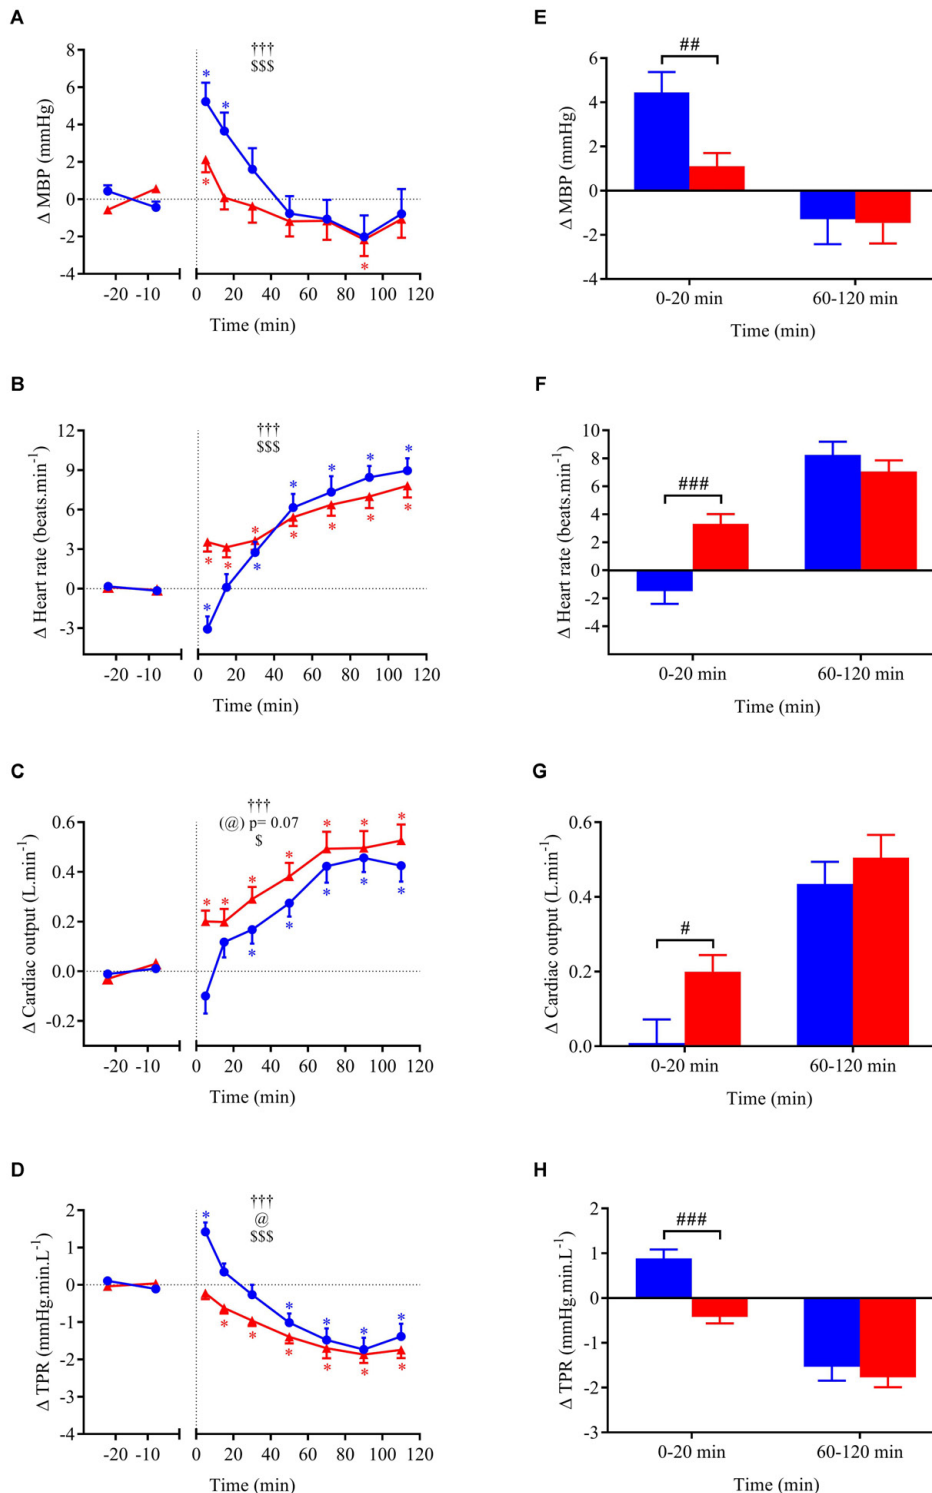 A
Δ MBP (mmHg)
8
6
4
2
0
-2
-4
†††
$$$
*
*
*
*
-20 -10 0 20 40 60 80 100 120
Time (min)
E
Δ MBP (mmHg)
6
4
2
0
-2
-4
##
0-20 min 60-120 min
Time (min)
B
Δ Heart rate (beats.min-1)
12
9
6
3
0
-3
†††
$$$
* * * * *
* * * * * * *
*
-20 -10 0 20 40 60 80 100 120
Time (min)
F
Δ Heart rate (beats.min-1)
10
8
6
4
2
0
-2
-4
###
0-20 min 60-120 min
Time (min)
C
Δ Cardiac output (L.min-1)
0.6
0.4
0.2
0.0
-0.2
†††
(@) p= 0.07
$
* * * * * * *
* * * * *
-20 -10 0 20 40 60 80 100 120
Time (min)
G
Δ Cardiac output (L.min-1)
0.6
0.4
0.2
0.0
#
0-20 min 60-120 min
Time (min)
D
Δ TPR (mmHg.min.L-1)
2
1
0
-1
-2
-3
-4
†††
@
$$$
* * * * *
* * * * * *
-20 -10 0 20 40 60 80 100 120
Time (min)
H
Δ TPR (mmHg.min.L-1)
2
1
0
-1
-2
-3
###
0-20 min 60-120 min
Time (min)